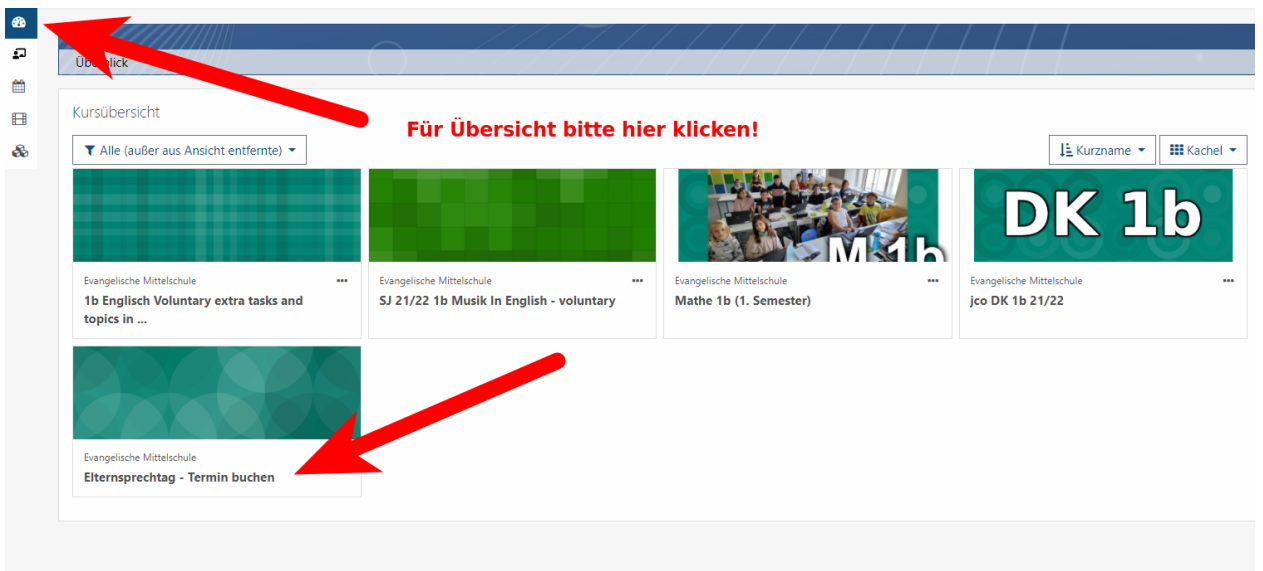 Überblick
Kursübersicht
Für Übersicht bitte hier klicken!
Alle (außer aus Ansicht entfernte)
Kurzname
Kachel
M 1b
DK 1b
Evangelische Mittelschule
1b Englisch Voluntary extra tasks and
topics in ...
Evangelische Mittelschule
SJ 21/22 1b Musik In English - voluntary
Evangelische Mittelschule
Mathe 1b (1. Semester)
Evangelische Mittelschule
jco DK 1b 21/22
Evangelische Mittelschule
Elternsprechtag - Termin buchen